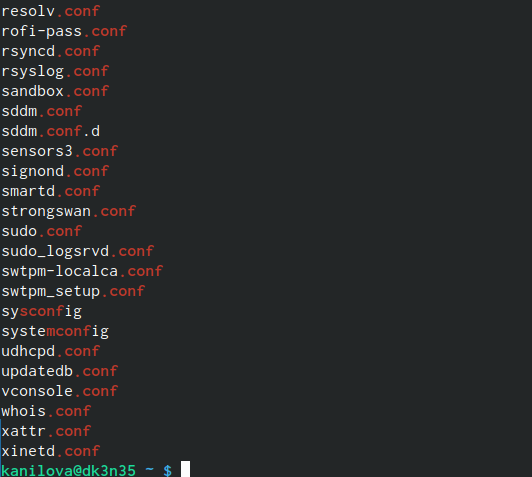 resolv.conf
rofi-pass.conf
rsyncd.conf
rsyslog.conf
sandbox.conf
sddm.conf
sddm.conf.d
sensors3.conf
signond.conf
smartd.conf
strongswan.conf
sudo.conf
sudo_logsrvd.conf
swtpm-localca.conf
swtpm_setup.conf
sysconfig
systemconfig
udhcpd.conf
updatedb.conf
vconsole.conf
whois.conf
xattr.conf
xinetd.conf
kanilova@dk3n35 ~ $